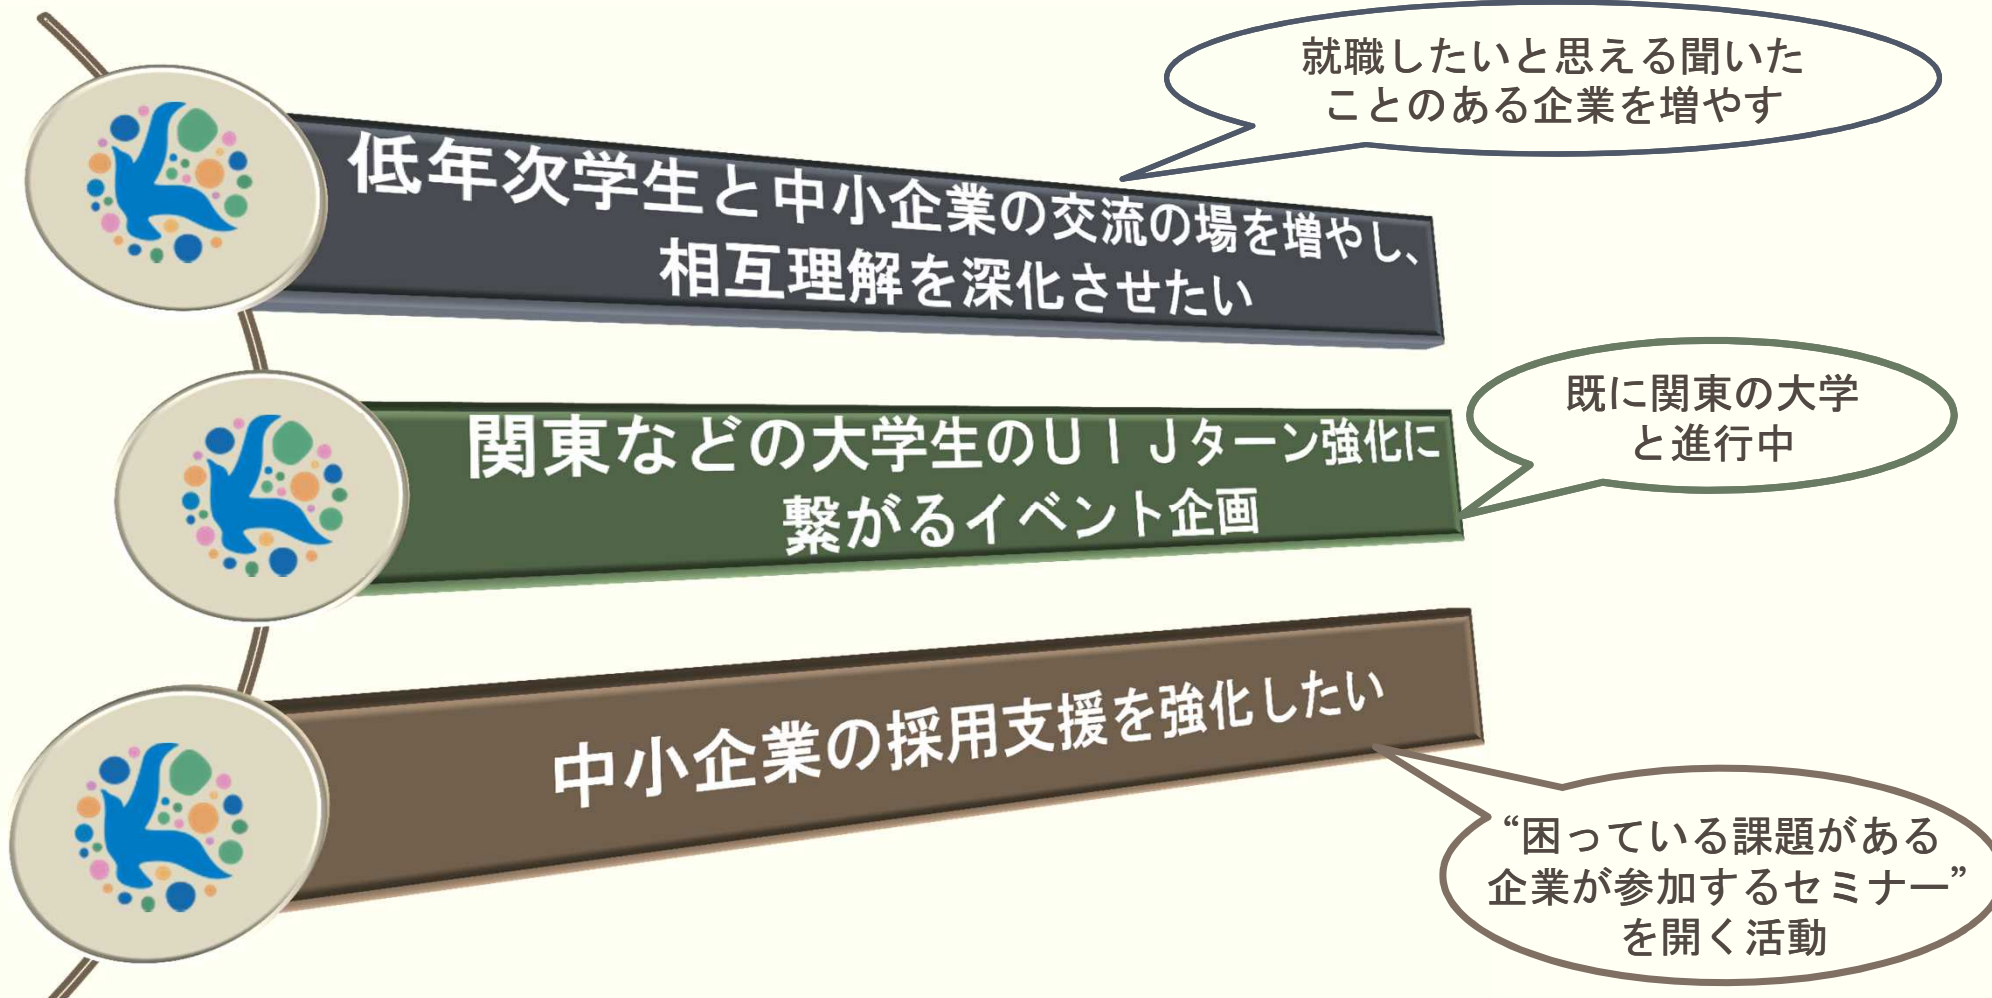 就職したいと思える聞いた
ことのある企業を増やす
低年次学生と中小企業の交流の場を増やし、
相互理解を深化させたい
既に関東の大学
と進行中
関東などの大学生のＵＩＪターン強化に
繋がるイベント企画
中小企業の採用支援を強化したい
“困っている課題がある
企業が参加するセミナー”
を開く活動